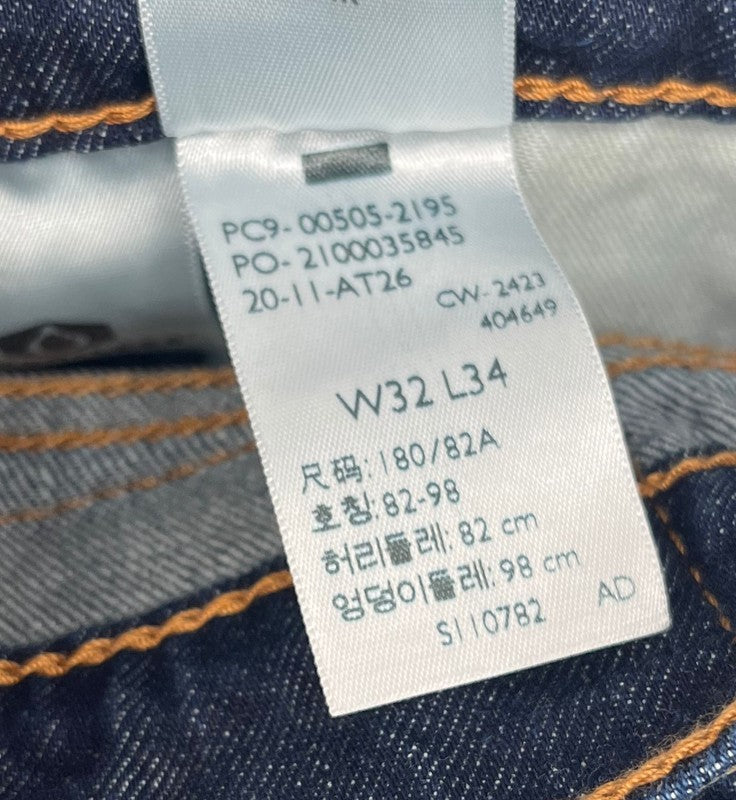 PC9-00505-2195
PO-2100035845
20-11-AT26
CW-2423
404649
W32 L34
尺码:180/82A
호칭:82-98
허리둘레: 82 cm
엉덩이둘레: 98 cm
S110782
AD